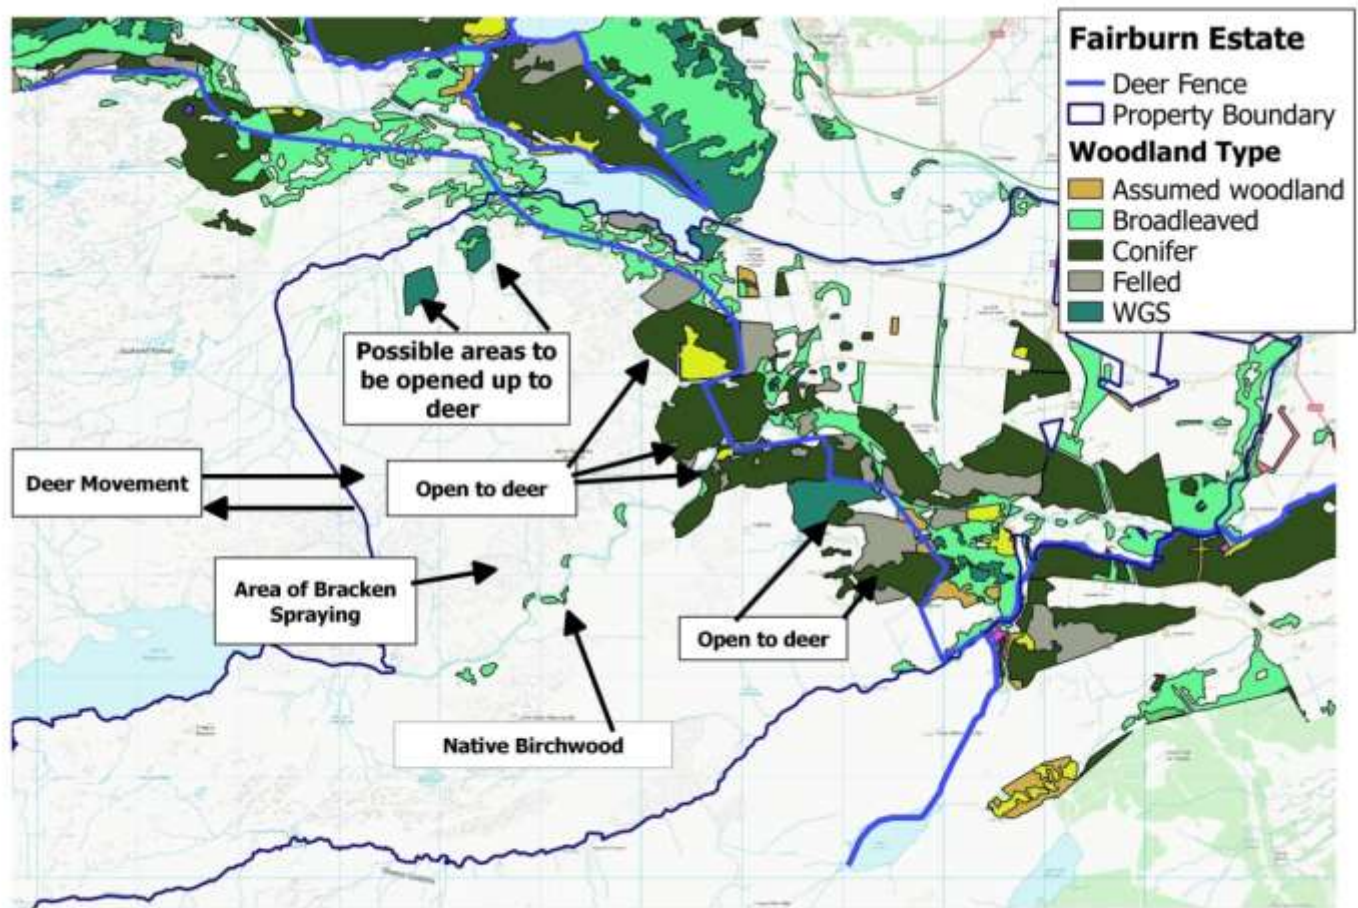 Fairburn Estate
Deer Fence
Property Boundary
Woodland Type
Assumed woodland
Broadleaved
Conifer
Felled
WGS
Possible areas to
be opened up to
deer
Deer Movement
Open to deer
Area of Bracken
Spraying
Open to deer
Native Birchwood